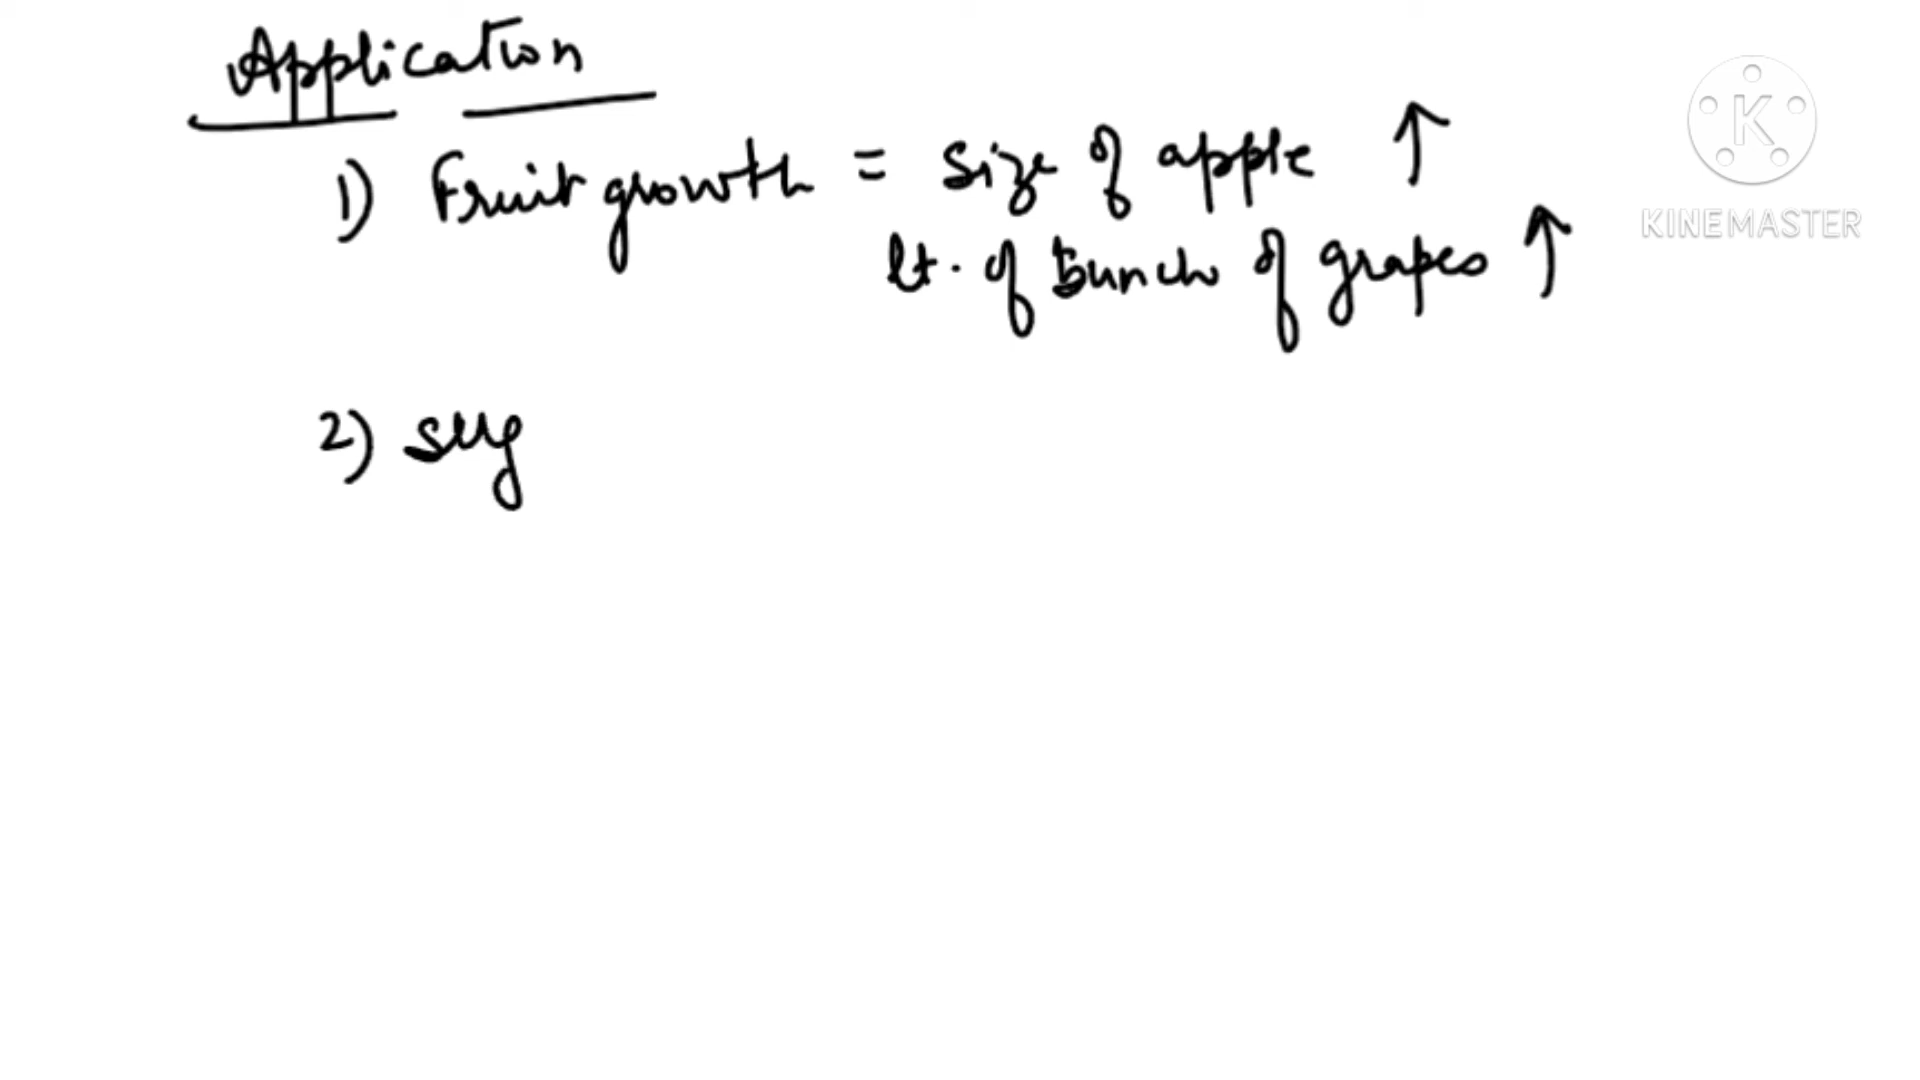 Application
1) Fruit growth = size of apple ↑
lt. of bunch of grapes ↑
2) sug
K
KINEMASTER